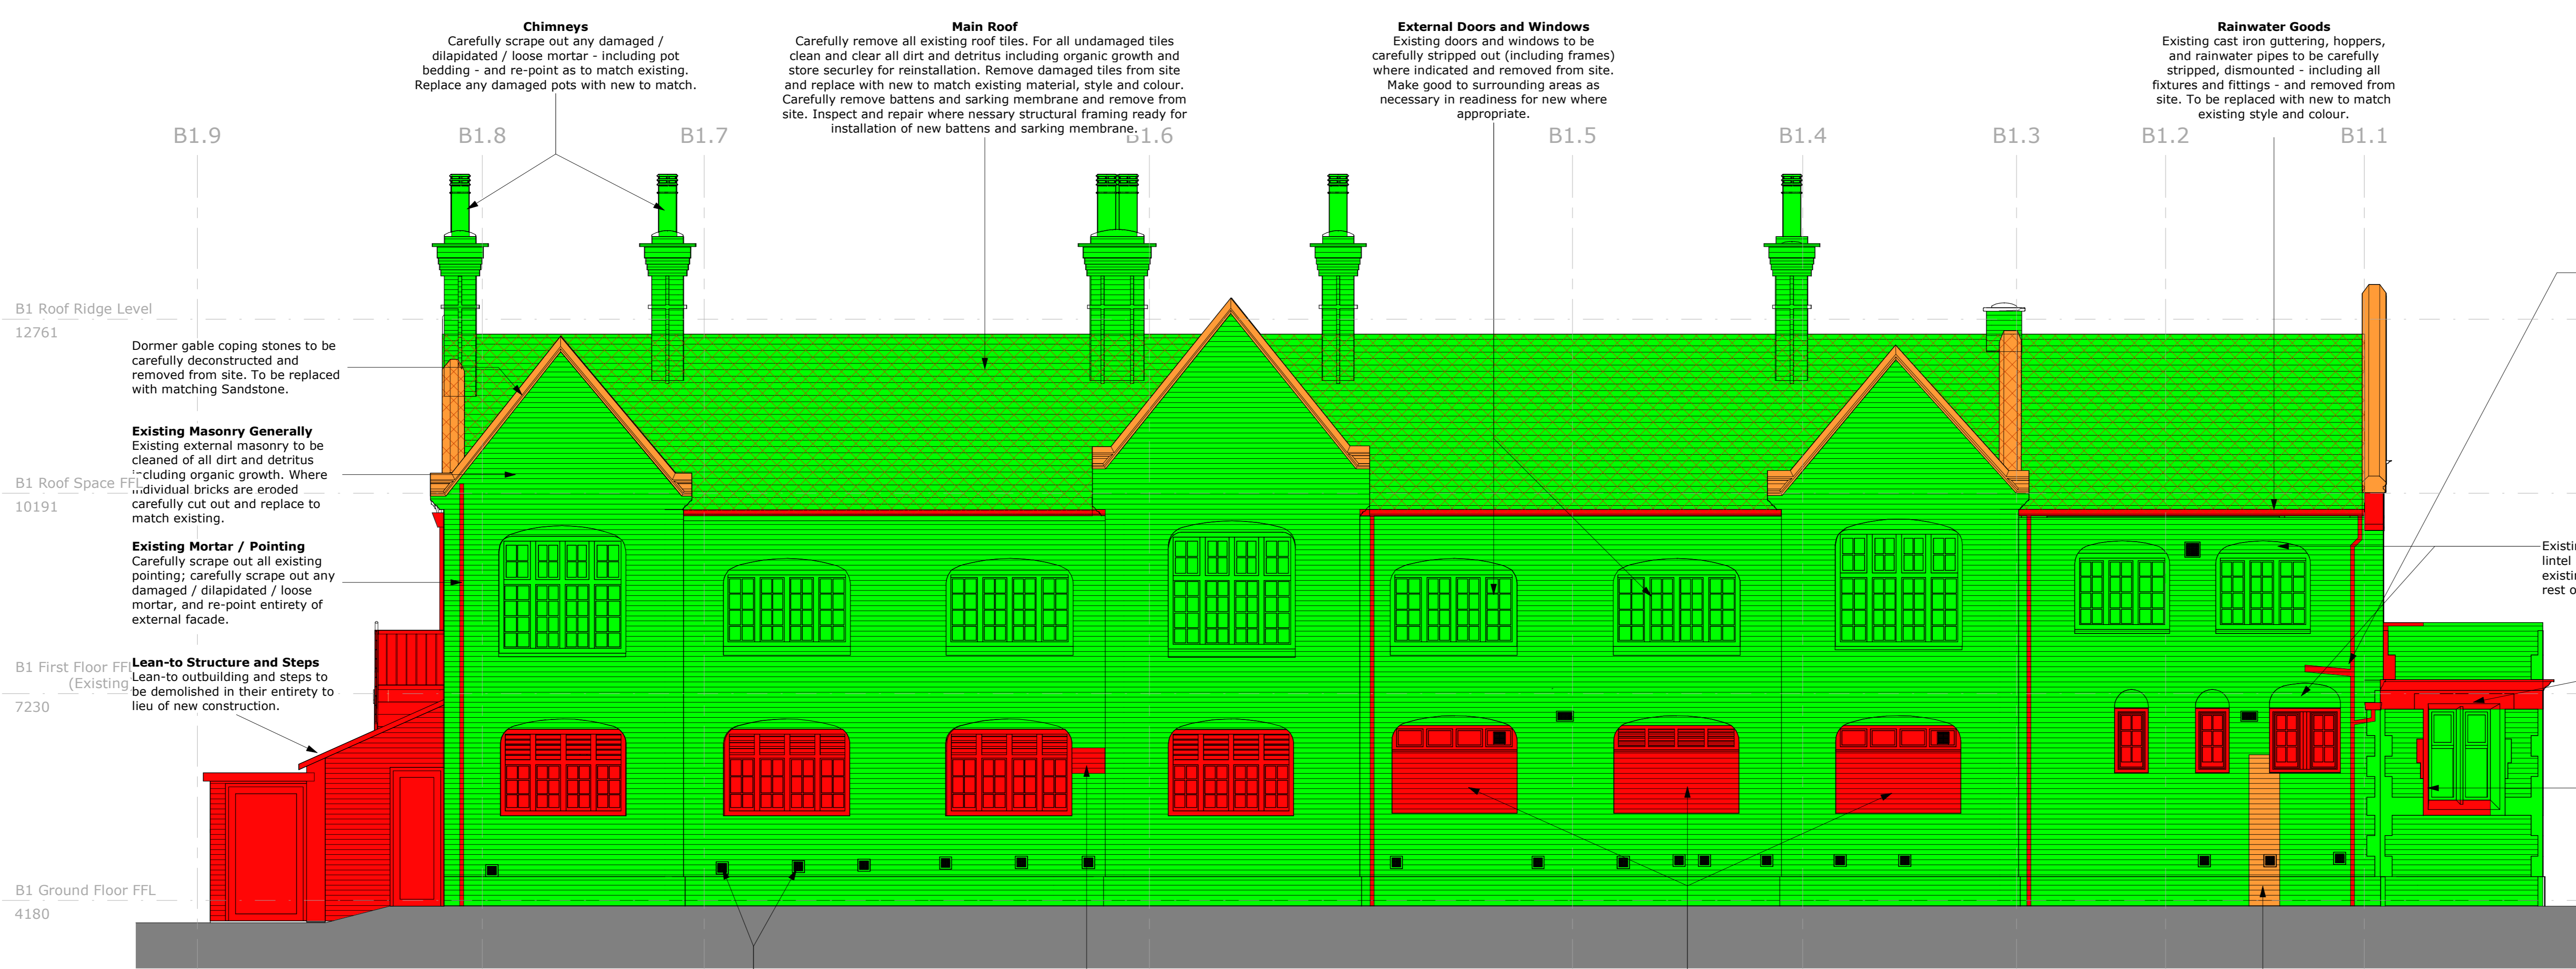 Chimneys
Carefully scrape out any damaged /
dilapidated / loose mortar - including pot
bedding - and re-point as to match existing.
Replace any damaged pots with new to match.
Main Roof
Carefully remove all existing roof tiles. For all undamaged tiles
clean and clear all dirt and detritus including organic growth and
store securley for reinstallation. Remove damaged tiles from site
and replace with new to match existing material, style and colour.
Carefully remove battens and sarking membrane and remove from
site. Inspect and repair where nessary structural framing ready for
installation of new battens and sarking membrane.
External Doors and Windows
Existing doors and windows to be
carefully stripped out (including frames)
where indicated and removed from site.
Make good to surrounding areas as
necessary in readiness for new where
appropriate.
Rainwater Goods
Existing cast iron guttering, hoppers,
and rainwater pipes to be carefully
stripped, dismounted - including all
fixtures and fittings - and removed from
site. To be replaced with new to match
existing style and colour.
B1.9
B1.8
B1.7
B1.6
B1.5
B1.4
B1.3
B1.2
B1.1
B1 Roof Ridge Level
12761
Dormer gable coping stones to be
carefully deconstructed and
removed from site. To be replaced
with matching Sandstone.
Existing Masonry Generally
Existing external masonry to be
cleaned of all dirt and detritus
including organic growth. Where
individual bricks are eroded
carefully cut out and replace to
match existing.
B1 Roof Space FFL
10191
Existing Mortar / Pointing
Carefully scrape out all existing
pointing; carefully scrape out any
damaged / dilapidated / loose
mortar, and re-point entirety of
external facade.
Existin
lintel
existin
rest o
Lean-to Structure and Steps
Lean-to outbuilding and steps to
be demolished in their entirety to
lieu of new construction.
B1 First Floor FFL
(Existing
7230
B1 Ground Floor FFL
4180